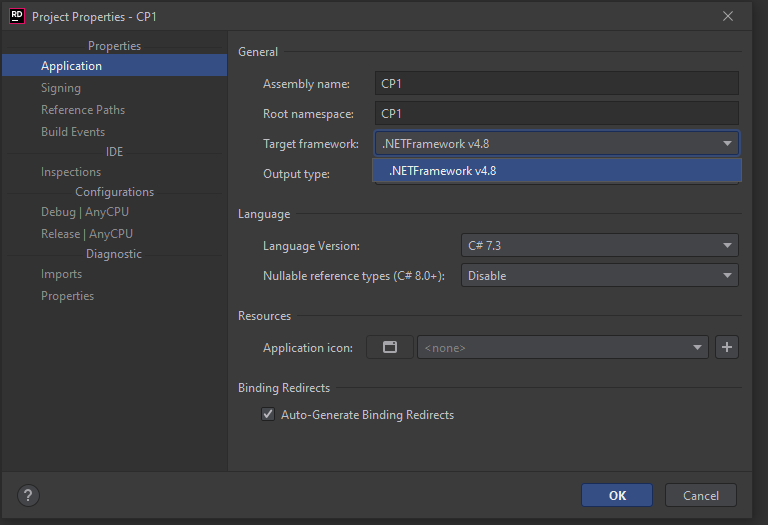 RD
Project Properties - CP1
Properties
Application
Signing
Reference Paths
Build Events
IDE
Inspections
Configurations
Debug | AnyCPU
Release | AnyCPU
Diagnostic
Imports
Properties
General
Assembly name: CP1
Root namespace: CP1
Target framework: .NETFramework v4.8
.NETFramework v4.8
Output type:
Language
Language Version: C# 7.3
Nullable reference types (C# 8.0+): Disable
Resources
Application icon: <none>
Binding Redirects
Auto-Generate Binding Redirects
?
OK
Cancel